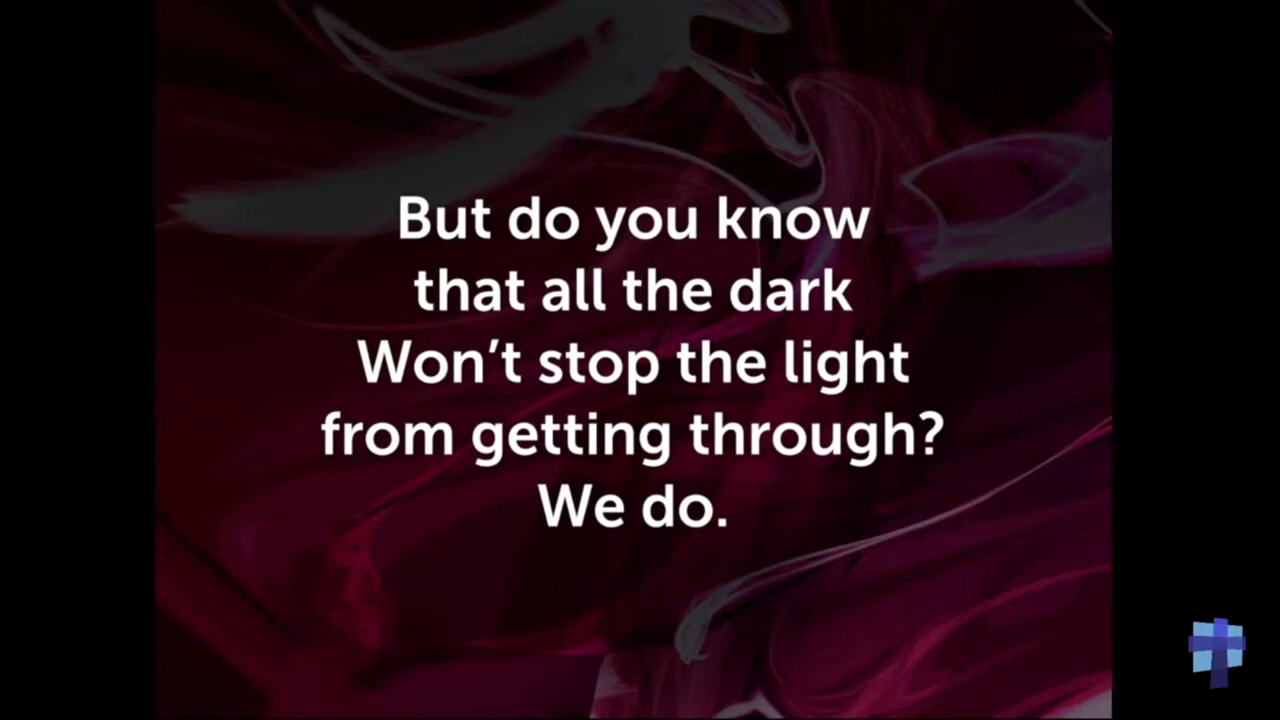 But do you know
that all the dark
Won’t stop the light
from getting through?
We do.